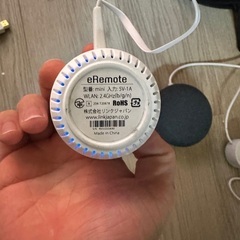 eRemote
型番: mini 入力: 5V-1A
WLAN: 2.4GHz(b/g/n)
RoHS
株式会社リンクジャパン
www.linkjapan.co.jp
Made in China